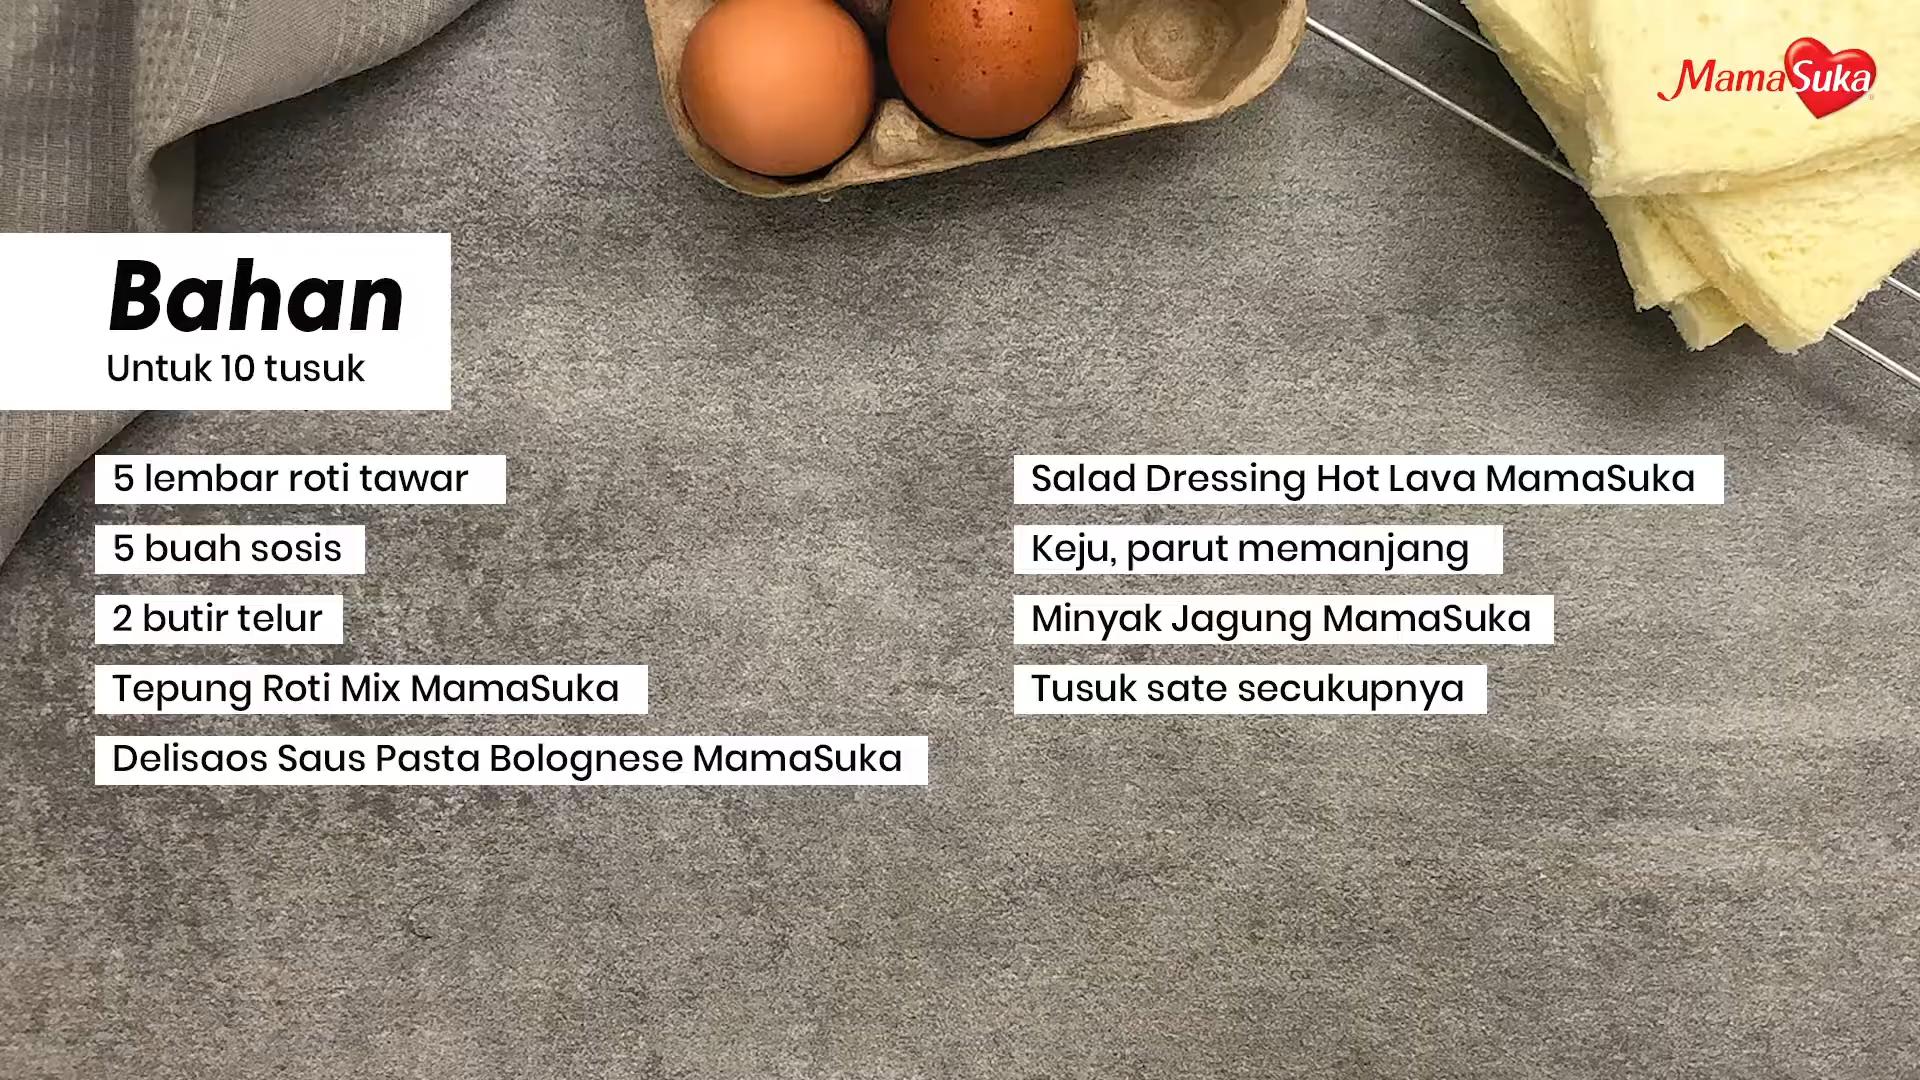 MamaSuka
Bahan
Untuk 10 tusuk
5 lembar roti tawar
5 buah sosis
2 butir telur
Tepung Roti Mix MamaSuka
Delisaos Saus Pasta Bolognese MamaSuka
Salad Dressing Hot Lava MamaSuka
Keju, parut memanjang
Minyak Jagung MamaSuka
Tusuk sate secukupnya